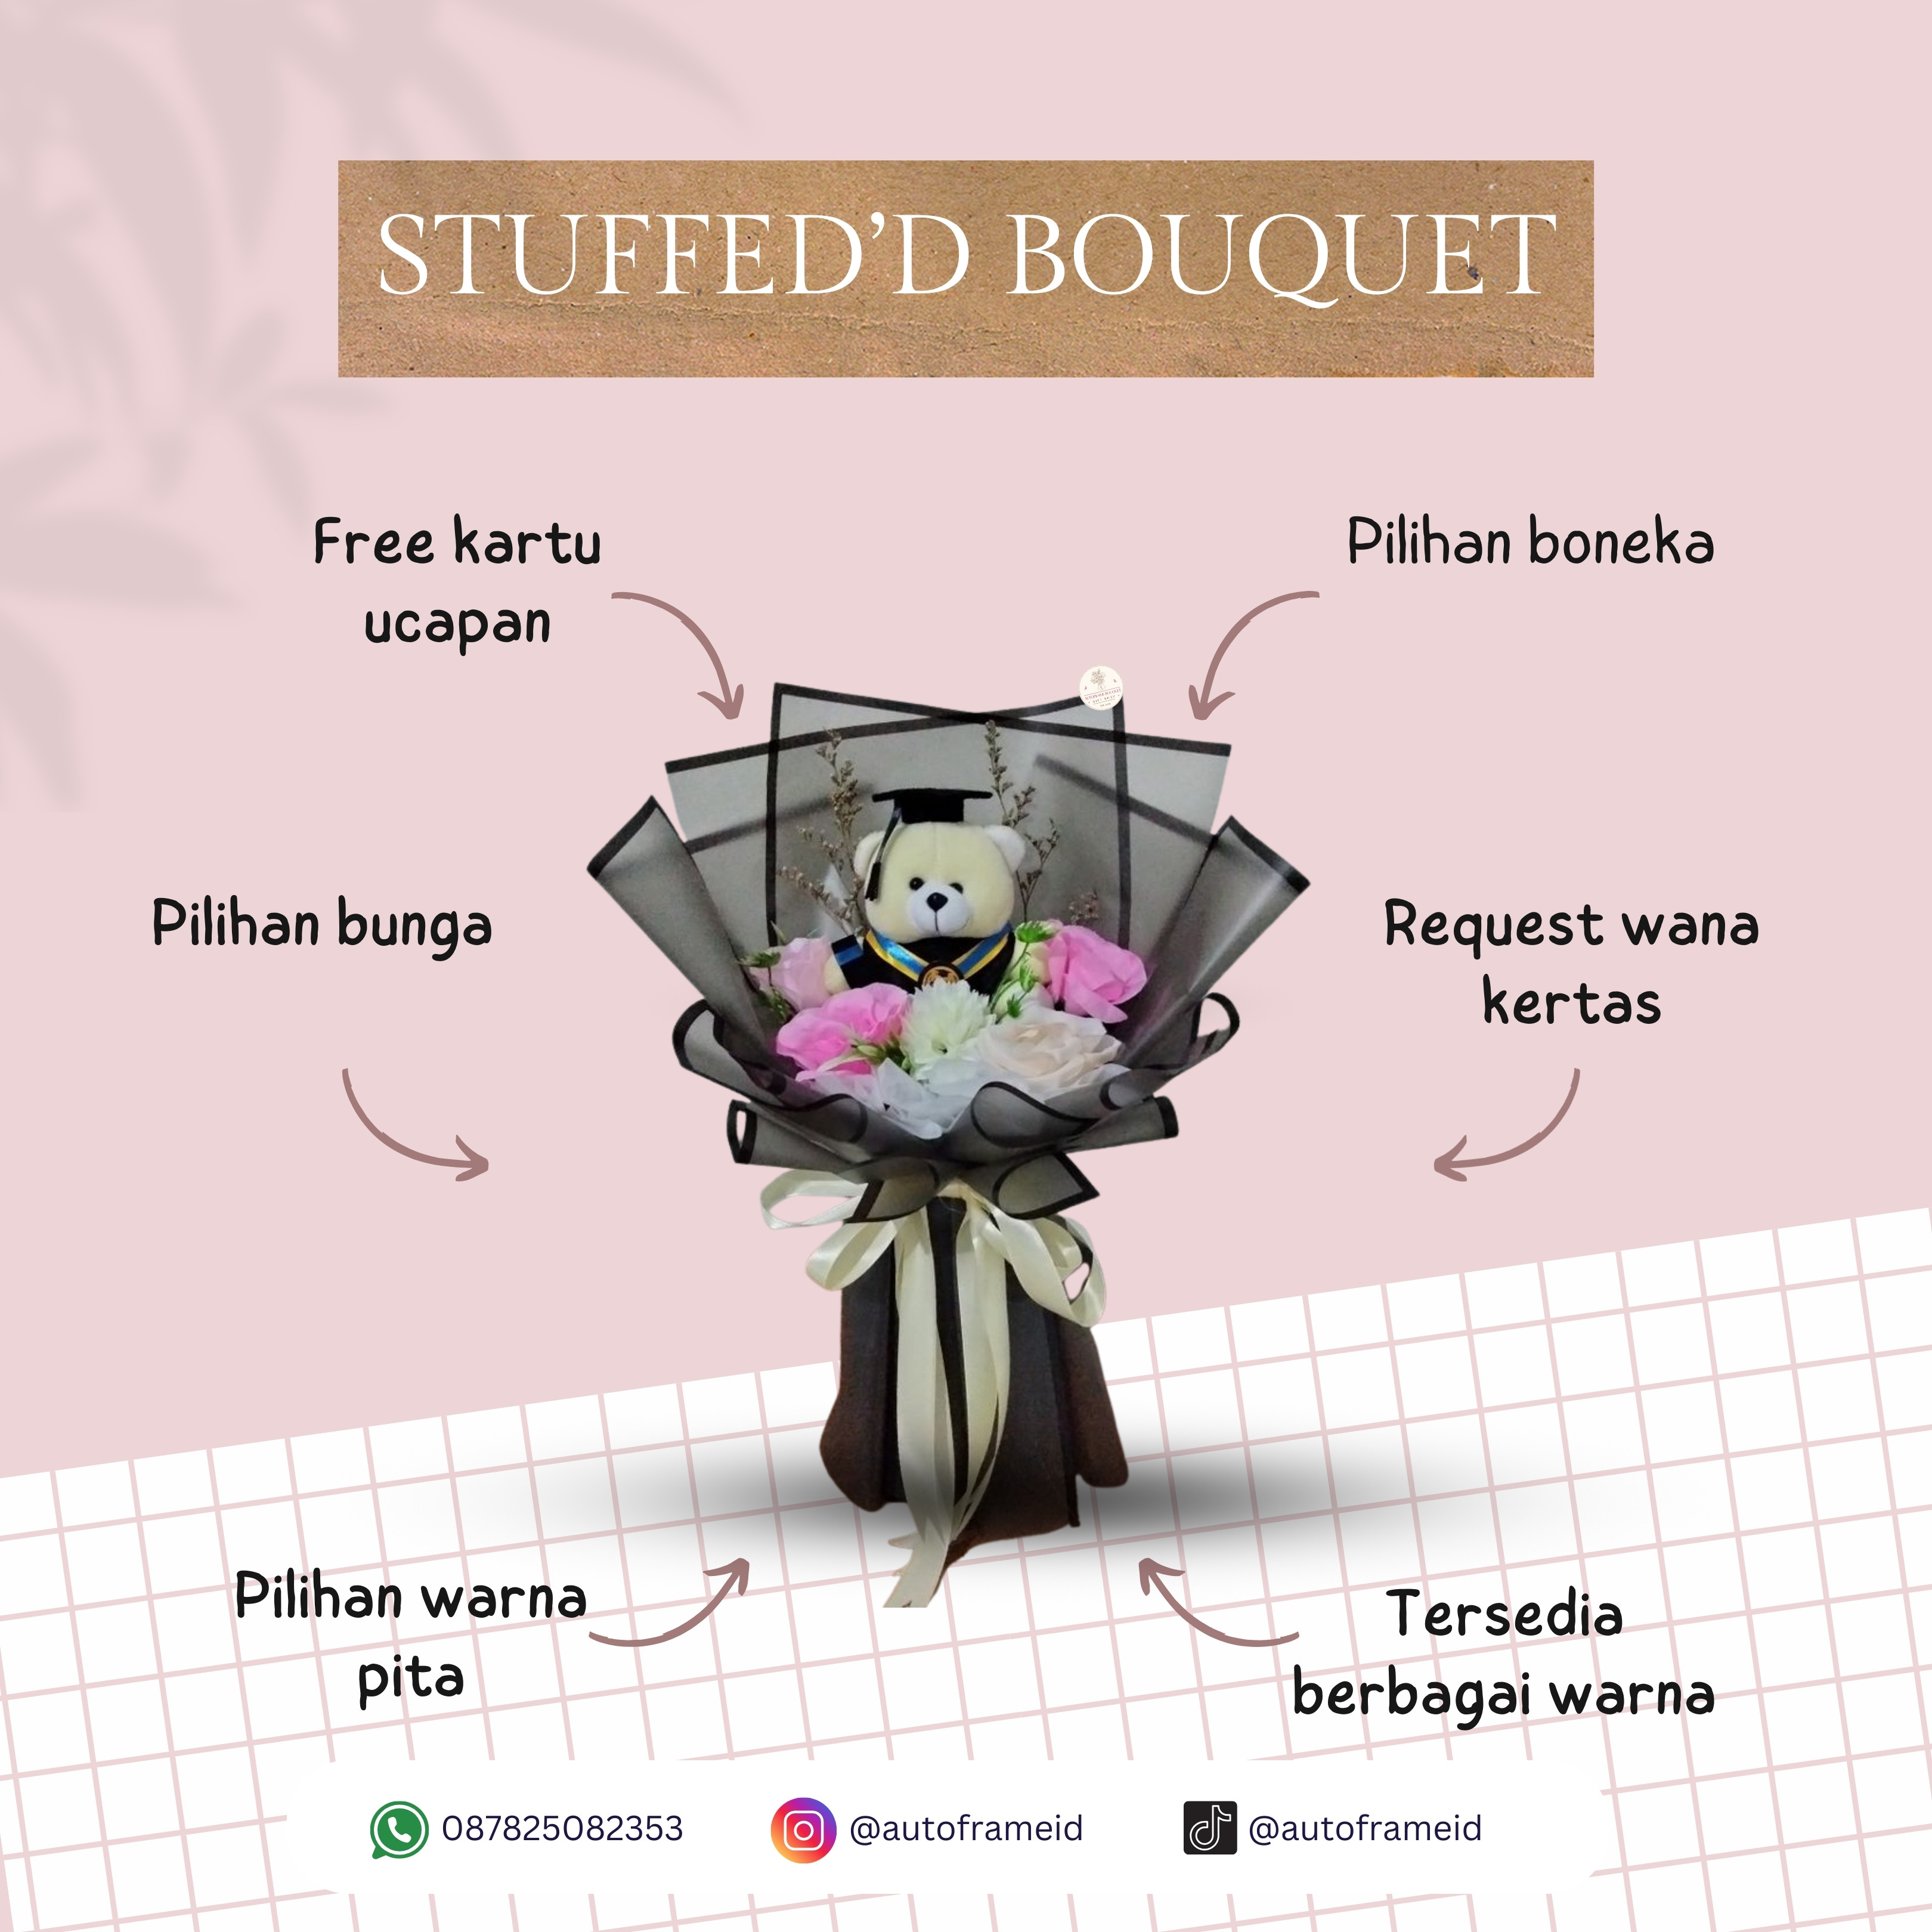 STUFFED’D BOUQUET
Free kartu
ucapan
Pilihan boneka
Pilihan bunga
Request wana
kertas
Pilihan warna
pita
Tersedia
berbagai warna
087825082353
@autoframeid
@autoframeid